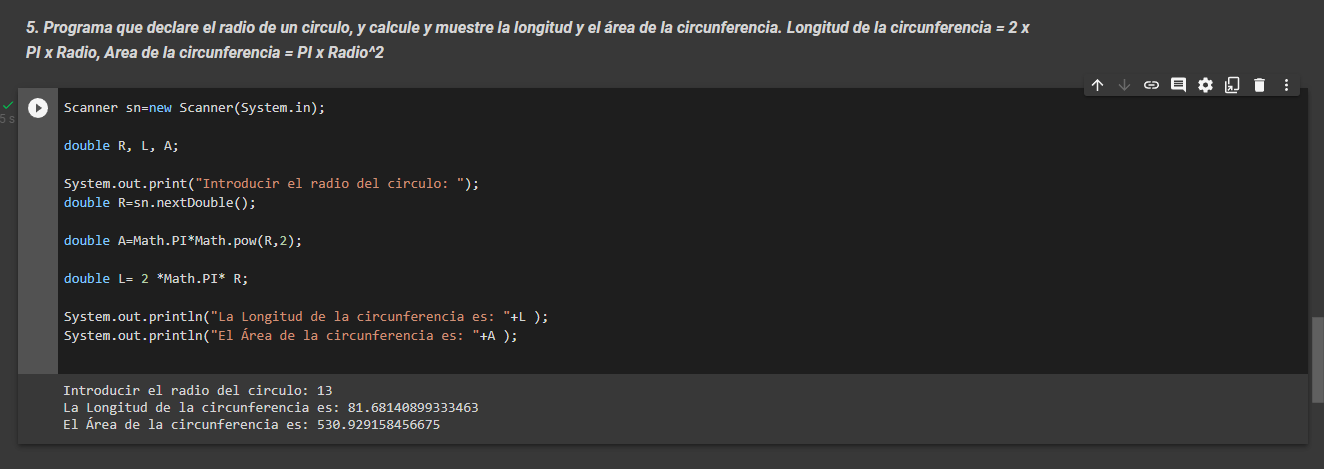 5. Programa que declare el radio de un circulo, y calcule y muestre la longitud y el área de la circunferencia. Longitud de la circunferencia = 2 x
PI x Radio, Area de la circunferencia = PI x Radio^2
5 s
Scanner sn=new Scanner(System.in);
double R, L, A;
System.out.print("Introducir el radio del circulo: ");
double R=sn.nextDouble();
double A=Math.PI*Math.pow(R,2);
double L= 2 *Math.PI* R;
System.out.println("La Longitud de la circunferencia es: "+L );
System.out.println("El Área de la circunferencia es: "+A );
Introducir el radio del circulo: 13
La Longitud de la circunferencia es: 81.68140899333463
El Área de la circunferencia es: 530.929158456675